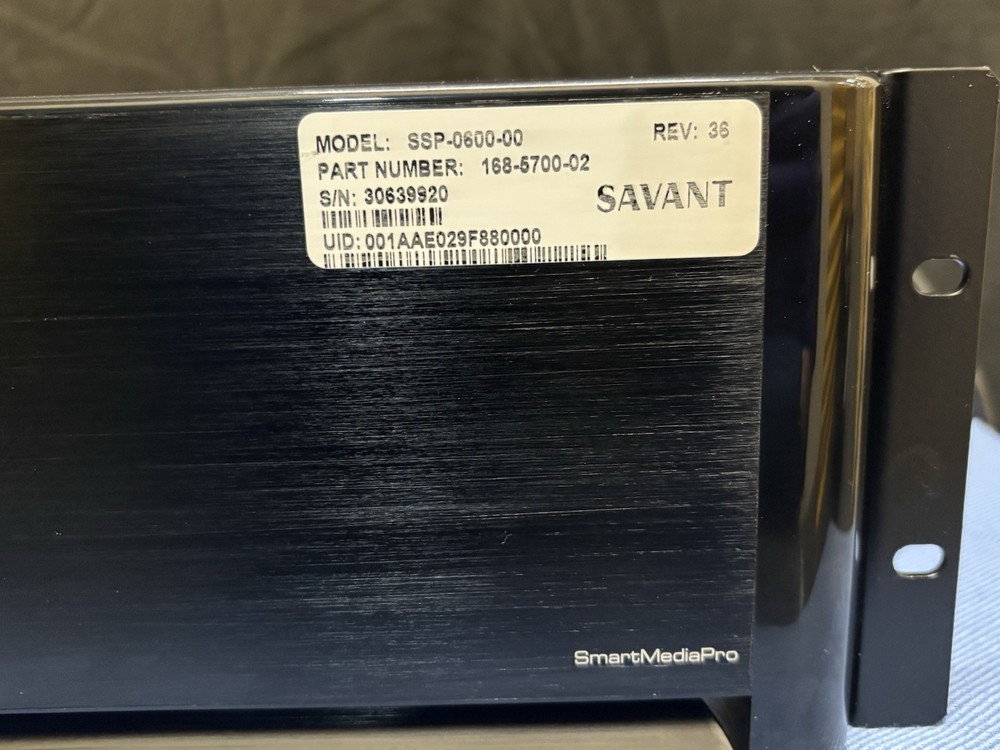 MODEL: SSP-0600-00 REV: 36
PART NUMBER: 168-5700-02
S/N: 30639920
SAVANT
UID: 001AAE029F880000
SmartMediaPro